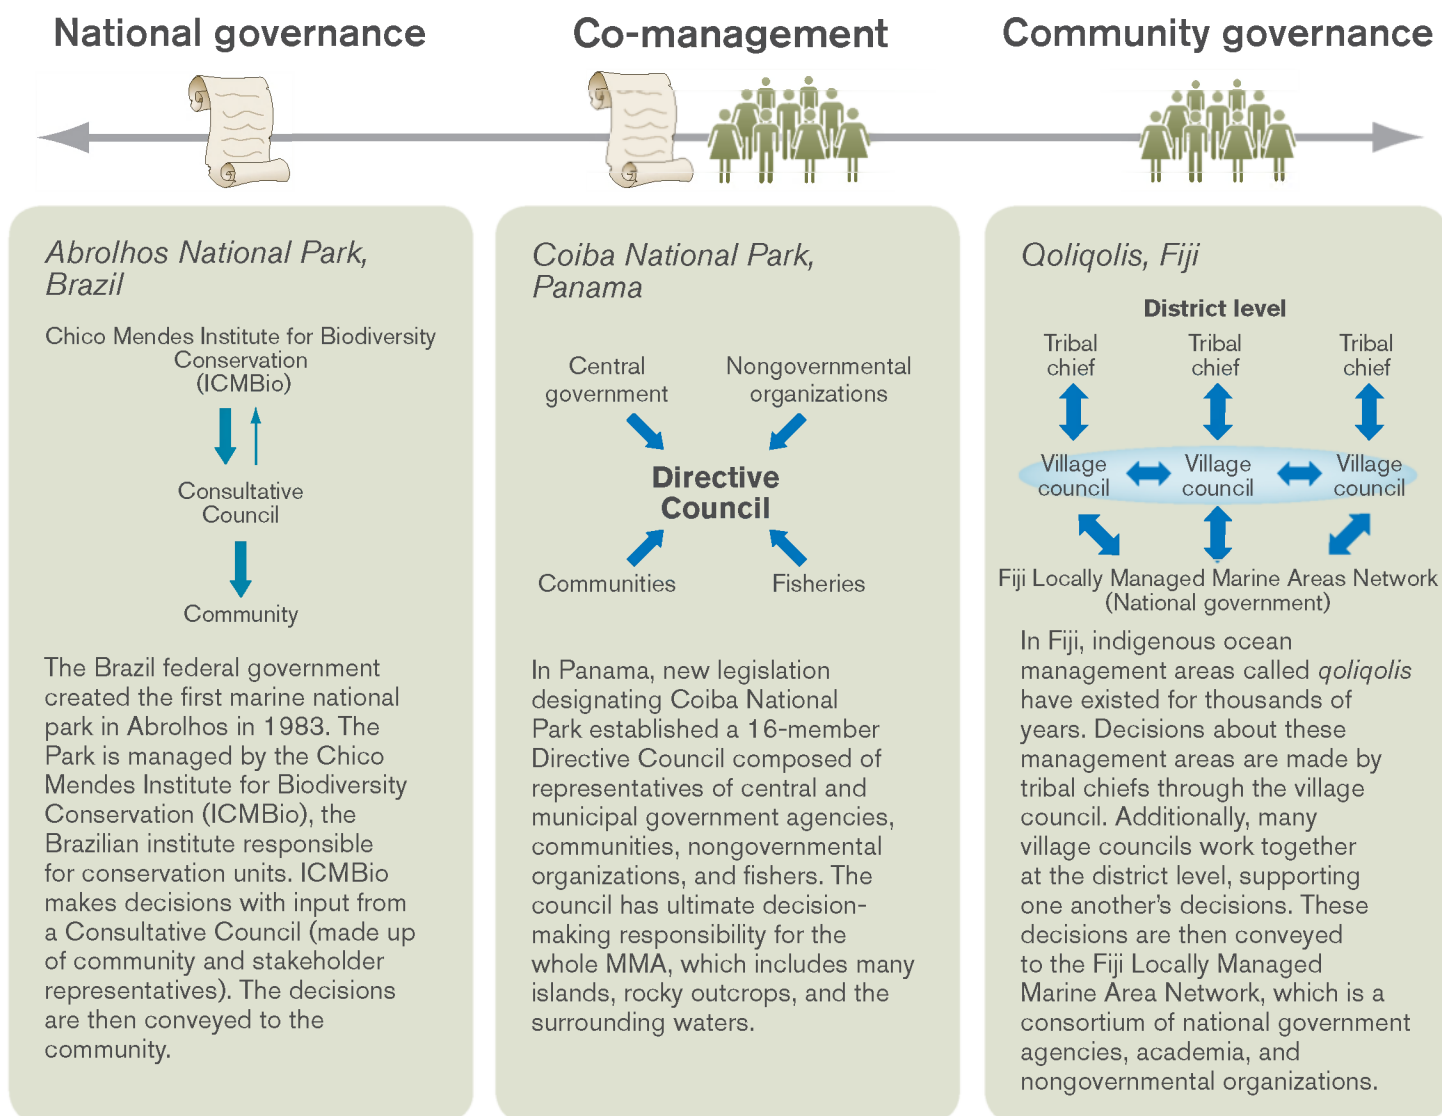 National governance
Co-management
Community governance
Abrolhos National Park,
Brazil
Chico Mendes Institute for Biodiversity
Conservation
(ICMBio)
Consultative
Council
Community
The Brazil federal government
created the first marine national
park in Abrolhos in 1983. The
Park is managed by the Chico
Mendes Institute for Biodiversity
Conservation (ICMBio), the
Brazilian institute responsible
for conservation units. ICMBio
makes decisions with input from
a Consultative Council (made up
of community and stakeholder
representatives). The decisions
are then conveyed to the
community.
Coiba National Park,
Panama
Central
government
Nongovernmental
organizations
Directive
Council
Communities
Fisheries
In Panama, new legislation
designating Coiba National
Park established a 16-member
Directive Council composed of
representatives of central and
municipal government agencies,
communities, nongovernmental
organizations, and fishers. The
council has ultimate decision-
making responsibility for the
whole MMA, which includes many
islands, rocky outcrops, and the
surrounding waters.
Qoliqolis, Fiji
District level
Tribal
chief
Tribal
chief
Tribal
chief
Village
council
Village
council
Village
council
Fiji Locally Managed Marine Areas Network
(National government)
In Fiji, indigenous ocean
management areas called qoliqolis
have existed for thousands of
years. Decisions about these
management areas are made by
tribal chiefs through the village
council. Additionally, many
village councils work together
at the district level, supporting
one another’s decisions. These
decisions are then conveyed
to the Fiji Locally Managed
Marine Area Network, which is a
consortium of national government
agencies, academia, and
nongovernmental organizations.